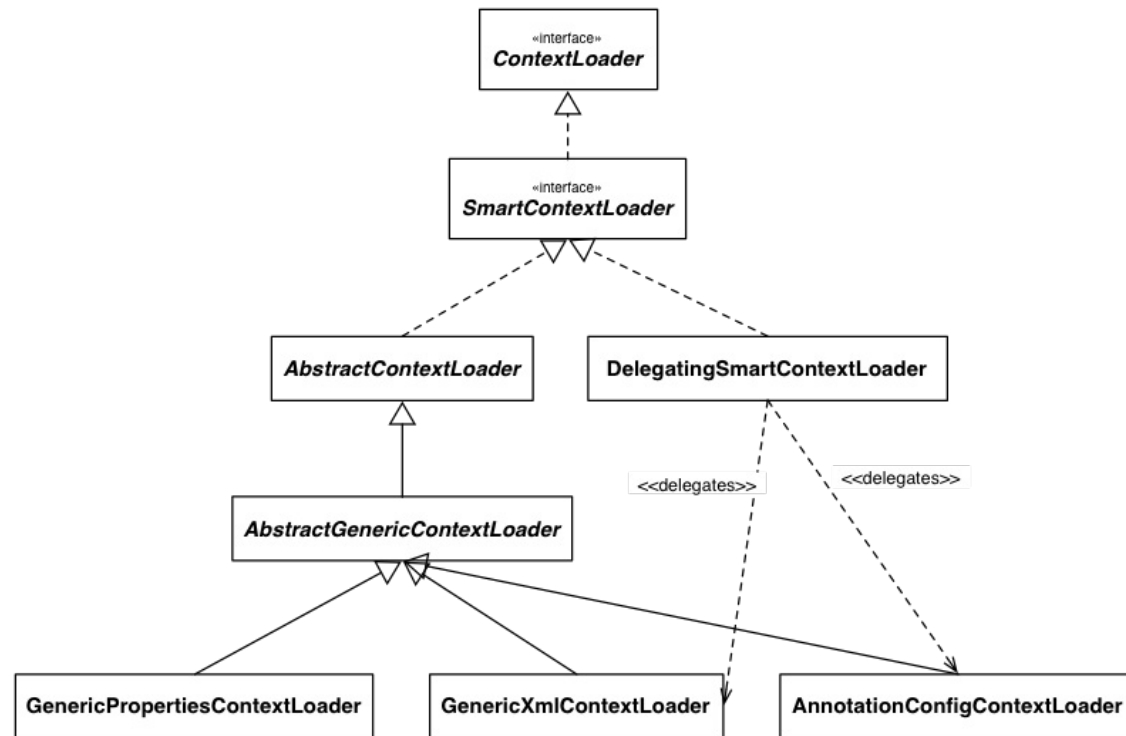 «interface»
ContextLoader
«interface»
SmartContextLoader
AbstractContextLoader
DelegatingSmartContextLoader
<<delegates>>
<<delegates>>
AbstractGenericContextLoader
GenericPropertiesContextLoader
GenericXmlContextLoader
AnnotationConfigContextLoader